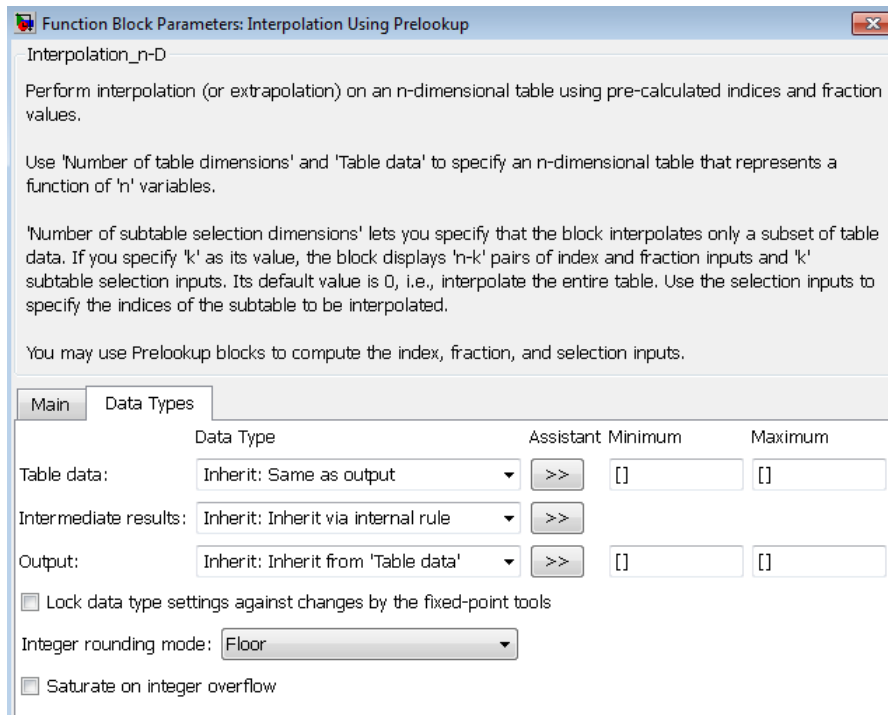 Function Block Parameters: Interpolation Using Prelookup
Interpolation_n-D
Perform interpolation (or extrapolation) on an n-dimensional table using pre-calculated indices and fraction
values.
Use 'Number of table dimensions' and 'Table data' to specify an n-dimensional table that represents a
function of 'n' variables.
'Number of subtable selection dimensions' lets you specify that the block interpolates only a subset of table
data. If you specify 'k' as its value, the block displays 'n-k' pairs of index and fraction inputs and 'k'
subtable selection inputs. Its default value is 0, i.e., interpolate the entire table. Use the selection inputs to
specify the indices of the subtable to be interpolated.
You may use Prelookup blocks to compute the index, fraction, and selection inputs.
Main Data Types
Data Type Assistant Minimum Maximum
Table data: Inherit: Same as output >> [] []
Intermediate results: Inherit: Inherit via internal rule >>
Output: Inherit: Inherit from 'Table data' >> [] []
Lock data type settings against changes by the fixed-point tools
Integer rounding mode: Floor
Saturate on integer overflow